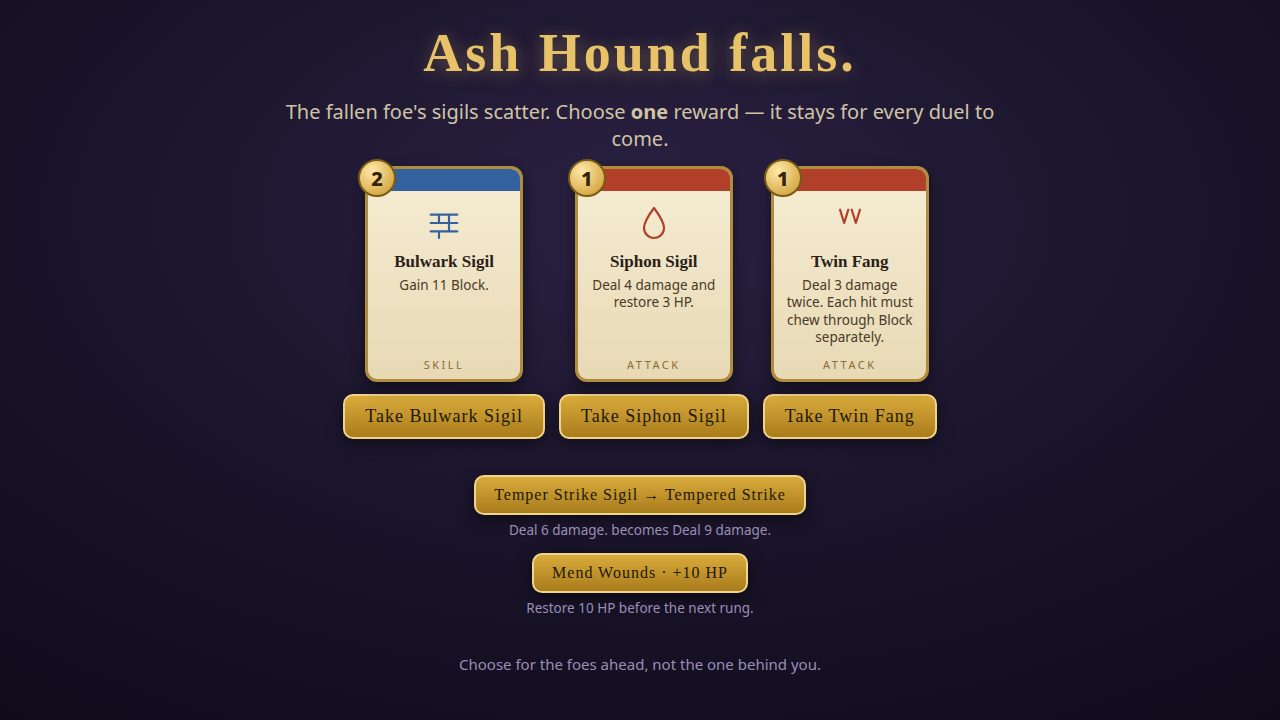 Ash Hound falls.
The fallen foe's sigils scatter. Choose one reward — it stays for every duel to
come.
2
Bulwark Sigil
Gain 11 Block.
SKILL
Take Bulwark Sigil
1
Siphon Sigil
Deal 4 damage and
restore 3 HP.
ATTACK
Take Siphon Sigil
1
Twin Fang
Deal 3 damage
twice. Each hit must
chew through Block
separately.
ATTACK
Take Twin Fang
Temper Strike Sigil → Tempered Strike
Deal 6 damage. becomes Deal 9 damage.
Mend Wounds · +10 HP
Restore 10 HP before the next rung.
Choose for the foes ahead, not the one behind you.